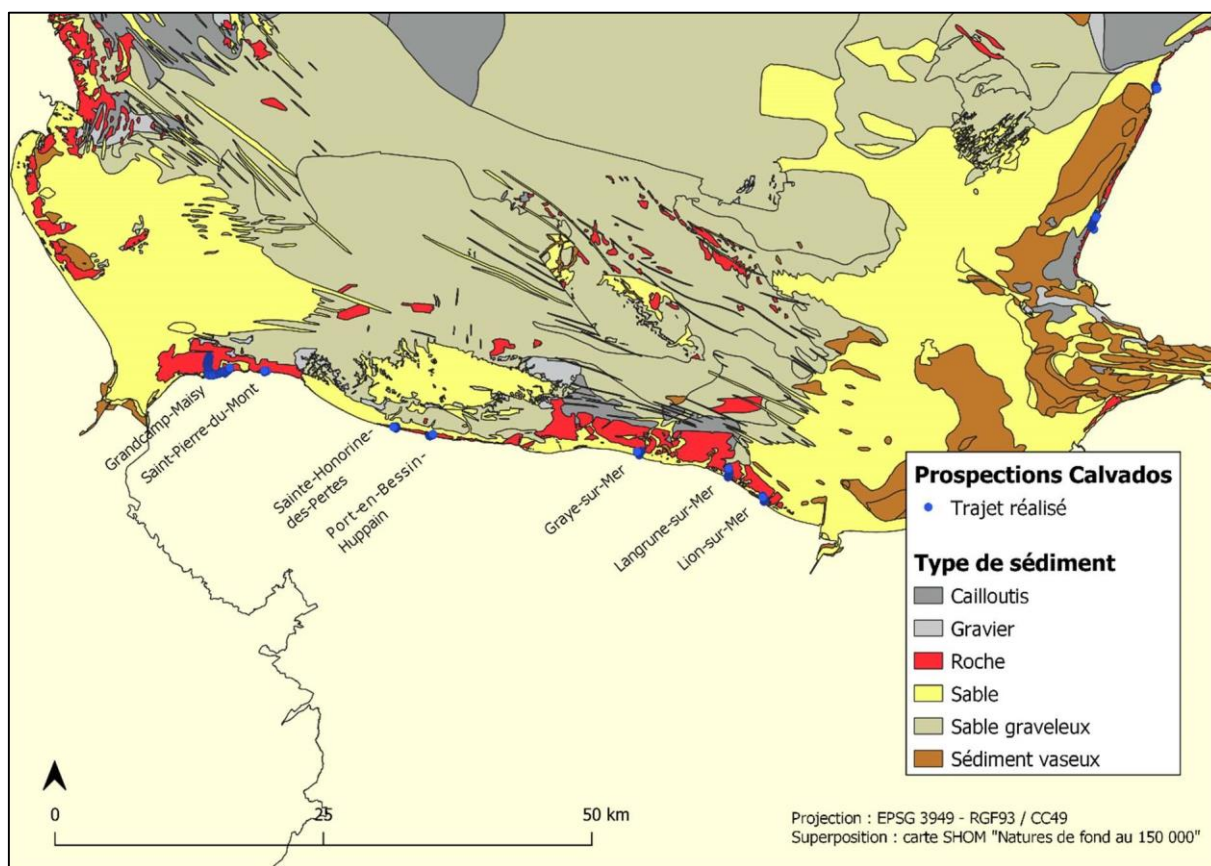 Grandcamp-Maisy
Saint-Pierre-du-Mont
Sainte-Honorine-
des-Pertes
Port-en-Bessin-
Huppain
Graye-sur-Mer
Langrune-sur-Mer
Lion-sur-Mer
Prospections Calvados
Trajet réalisé
Type de sédiment
Cailloutis
Gravier
Roche
Sable
Sable graveleux
Sédiment vaseux
0 25 50 km
Projection : EPSG 3949 - RGF93 / CC49
Superposition : carte SHOM "Natures de fond au 150 000"